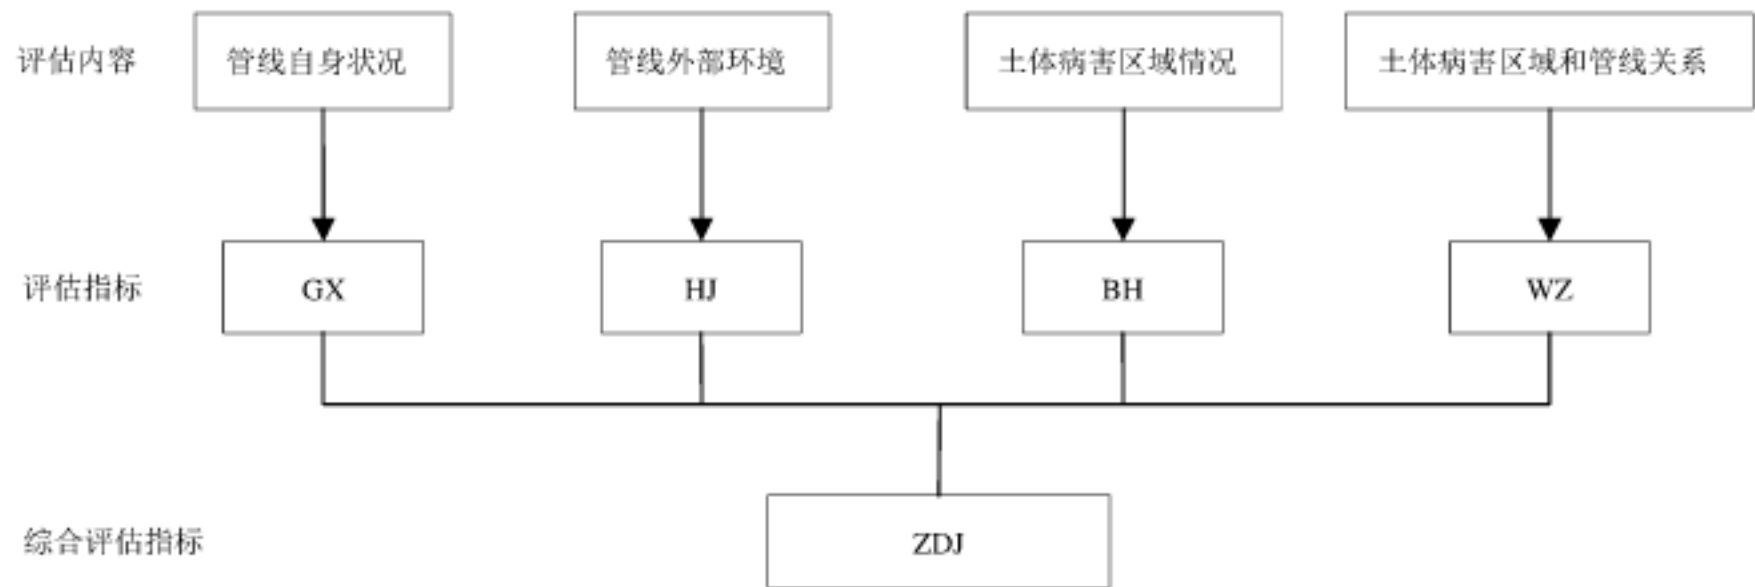 评估内容
管线自身状况
管线外部环境
土体病害区域情况
土体病害区域和管线关系
评估指标
GX
HJ
BH
WZ
综合评估指标
ZDJ